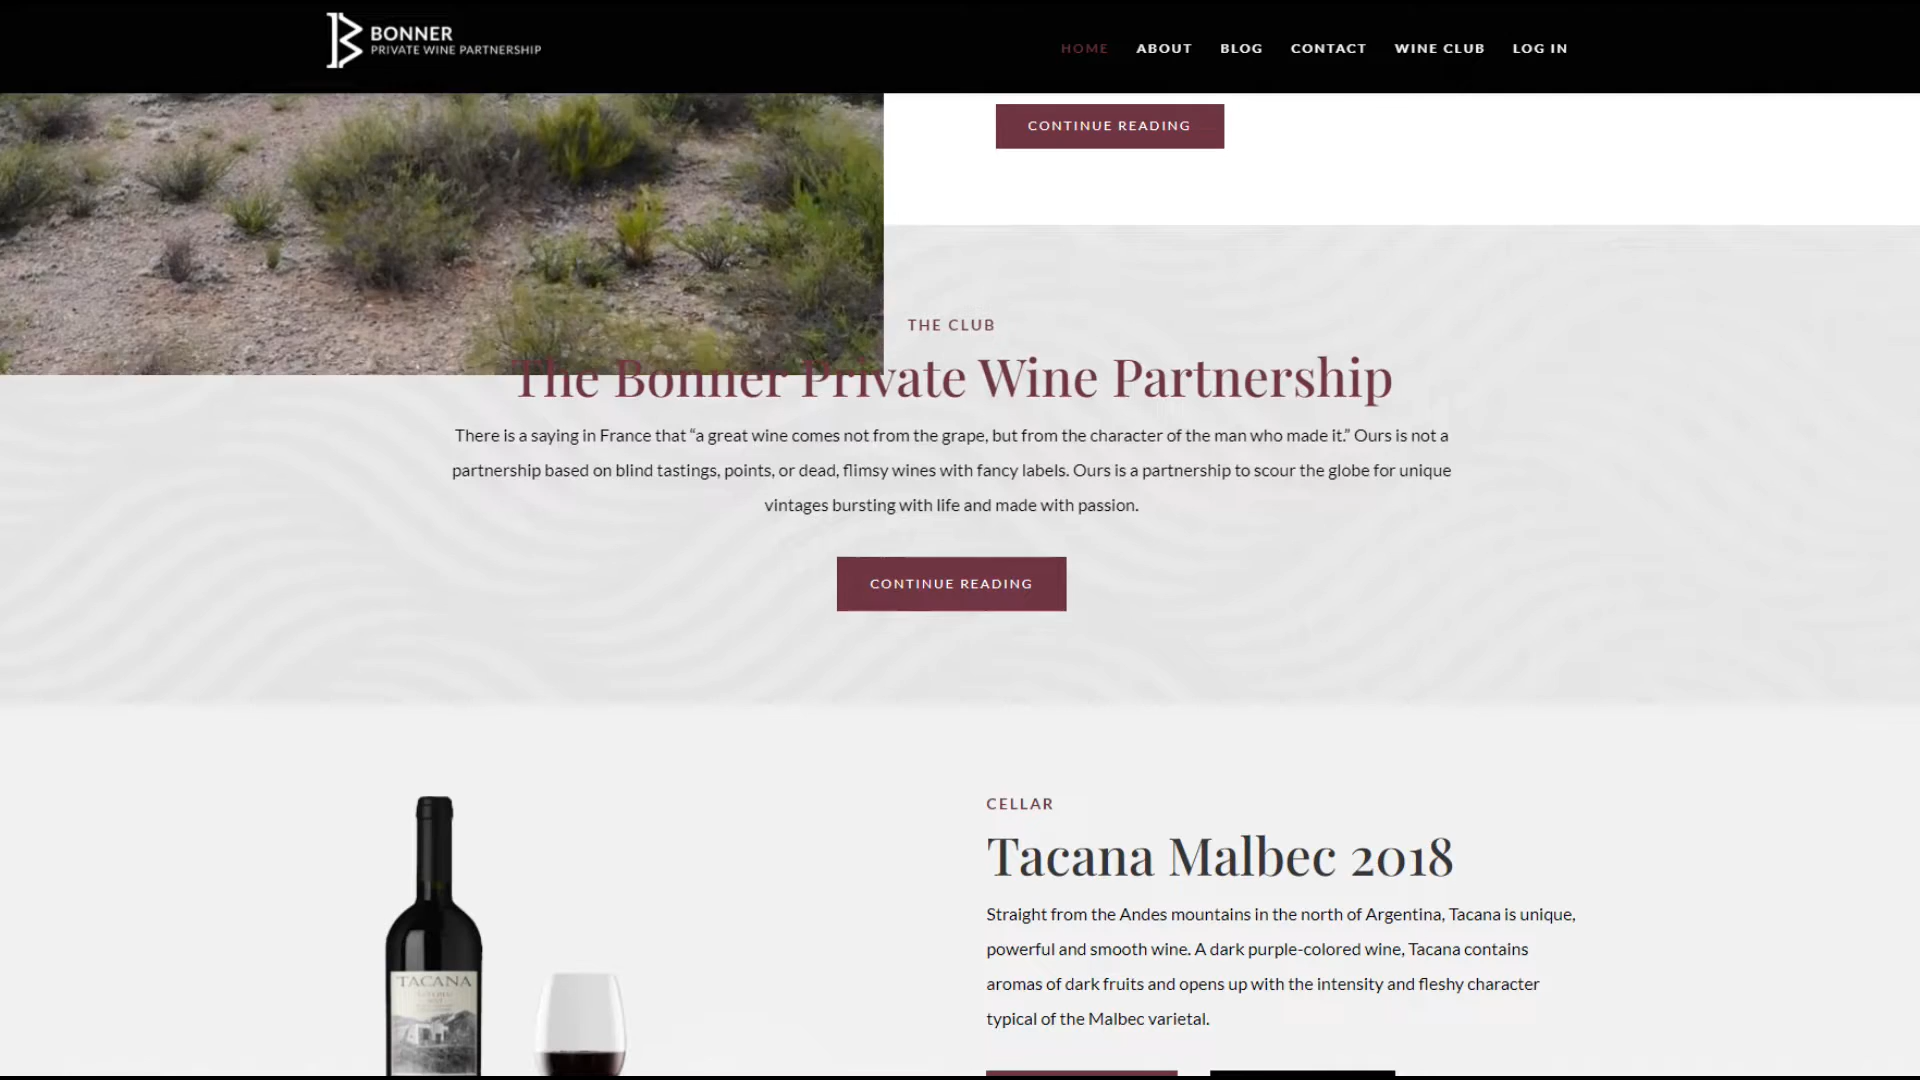 BONNER
PRIVATE WINE PARTNERSHIP
HOME ABOUT BLOG CONTACT WINE CLUB LOG IN
CONTINUE READING
THE CLUB
The Bonner Private Wine Partnership
There is a saying in France that “a great wine comes not from the grape, but from the character of the man who made it.” Ours is not a
partnership based on blind tastings, points, or dead, flimsy wines with fancy labels. Ours is a partnership to scour the globe for unique
vintages bursting with life and made with passion.
CONTINUE READING
CELLAR
Tacana Malbec 2018
Straight from the Andes mountains in the north of Argentina, Tacana is unique,
powerful and smooth wine. A dark purple-colored wine, Tacana contains
aromas of dark fruits and opens up with the intensity and fleshy character
typical of the Malbec varietal.
TACANA